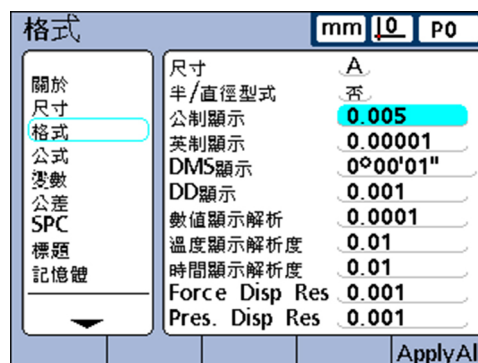 格式
mm 0 P0
關於
尺寸
格式
公式
變數
公差
SPC
標題
記憶體
尺寸 A
半/直徑型式 否
公制顯示 0.005
英制顯示 0.00001
DMS顯示 0°00'01"
DD顯示 0.001
數值顯示解析 0.0001
溫度顯示解析度 0.01
時間顯示解析度 0.01
Force Disp Res 0.001
Pres. Disp Res 0.001
ApplyAl